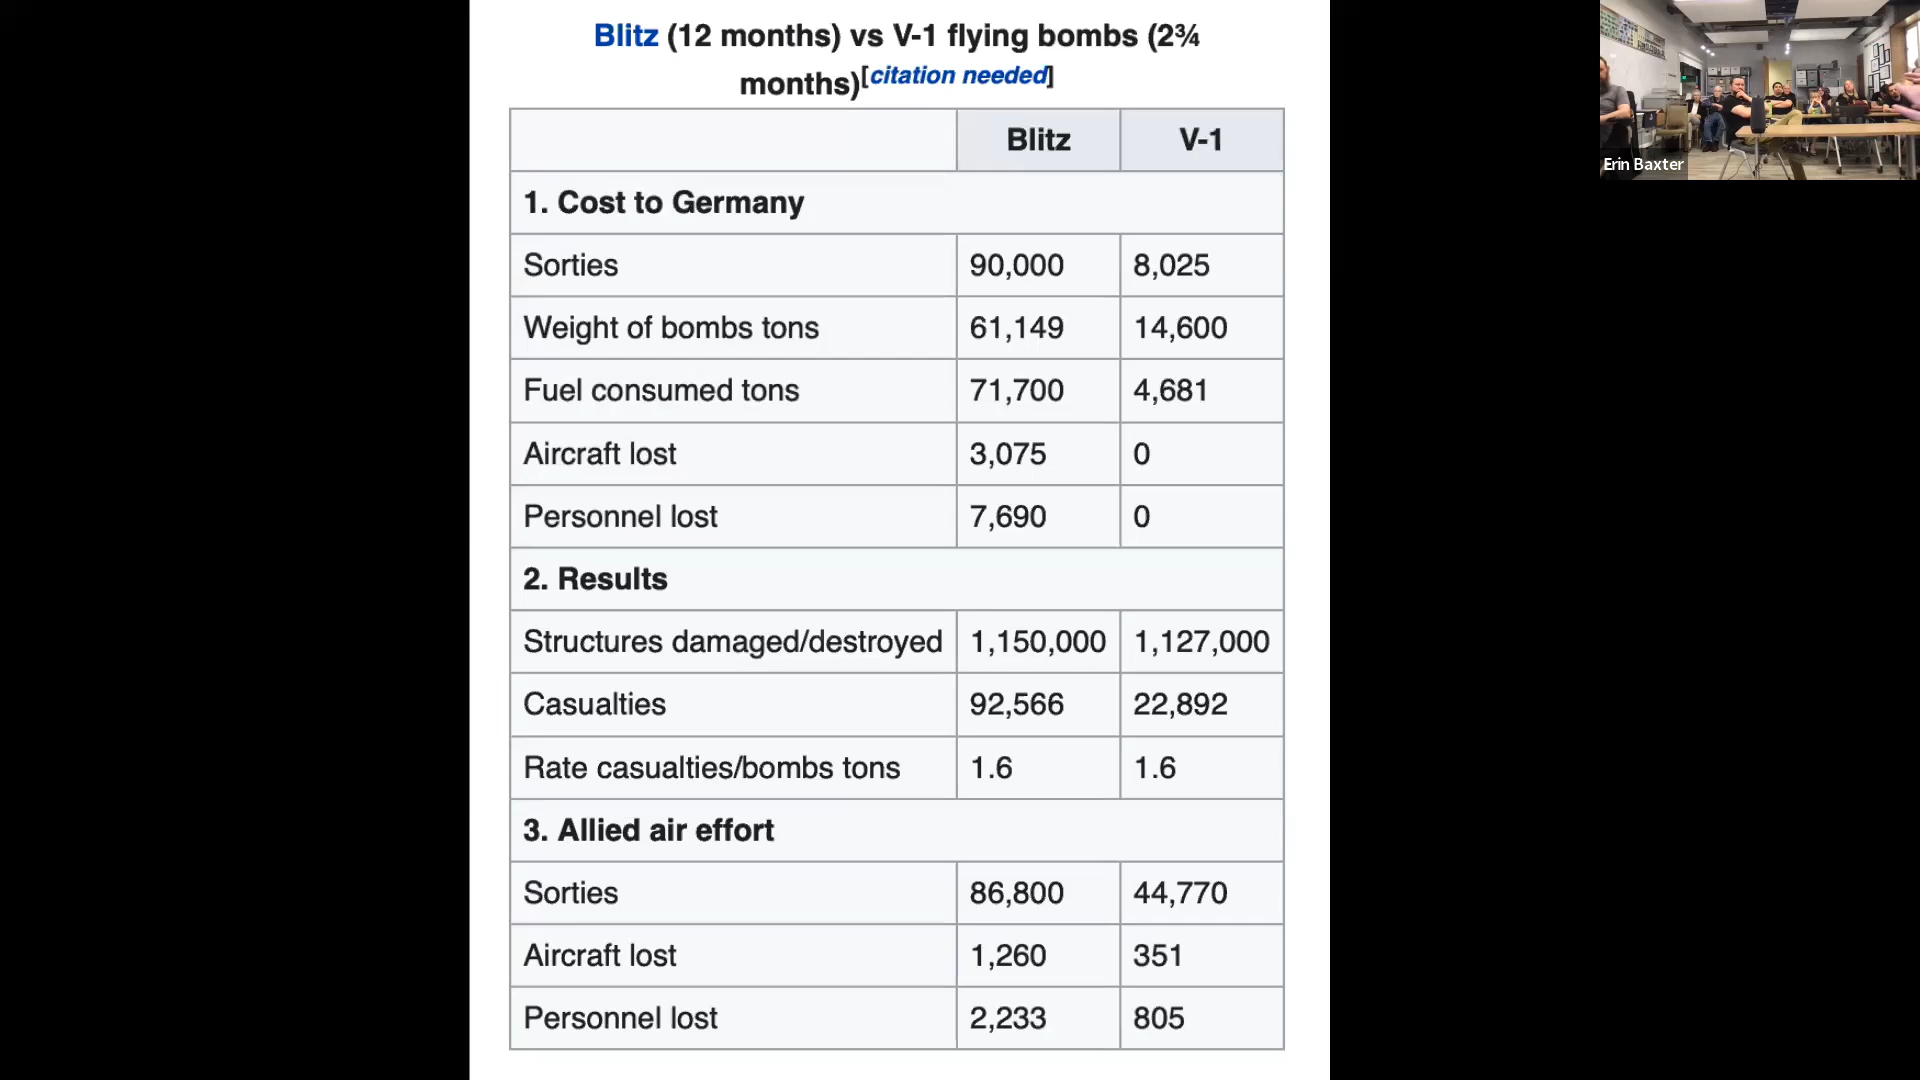 Blitz (12 months) vs V-1 flying bombs (2¾
months)[citation needed]
Blitz V-1
1. Cost to Germany
Sorties 90,000 8,025
Weight of bombs tons 61,149 14,600
Fuel consumed tons 71,700 4,681
Aircraft lost 3,075 0
Personnel lost 7,690 0
2. Results
Structures damaged/destroyed 1,150,000 1,127,000
Casualties 92,566 22,892
Rate casualties/bombs tons 1.6 1.6
3. Allied air effort
Sorties 86,800 44,770
Aircraft lost 1,260 351
Personnel lost 2,233 805
Erin Baxter